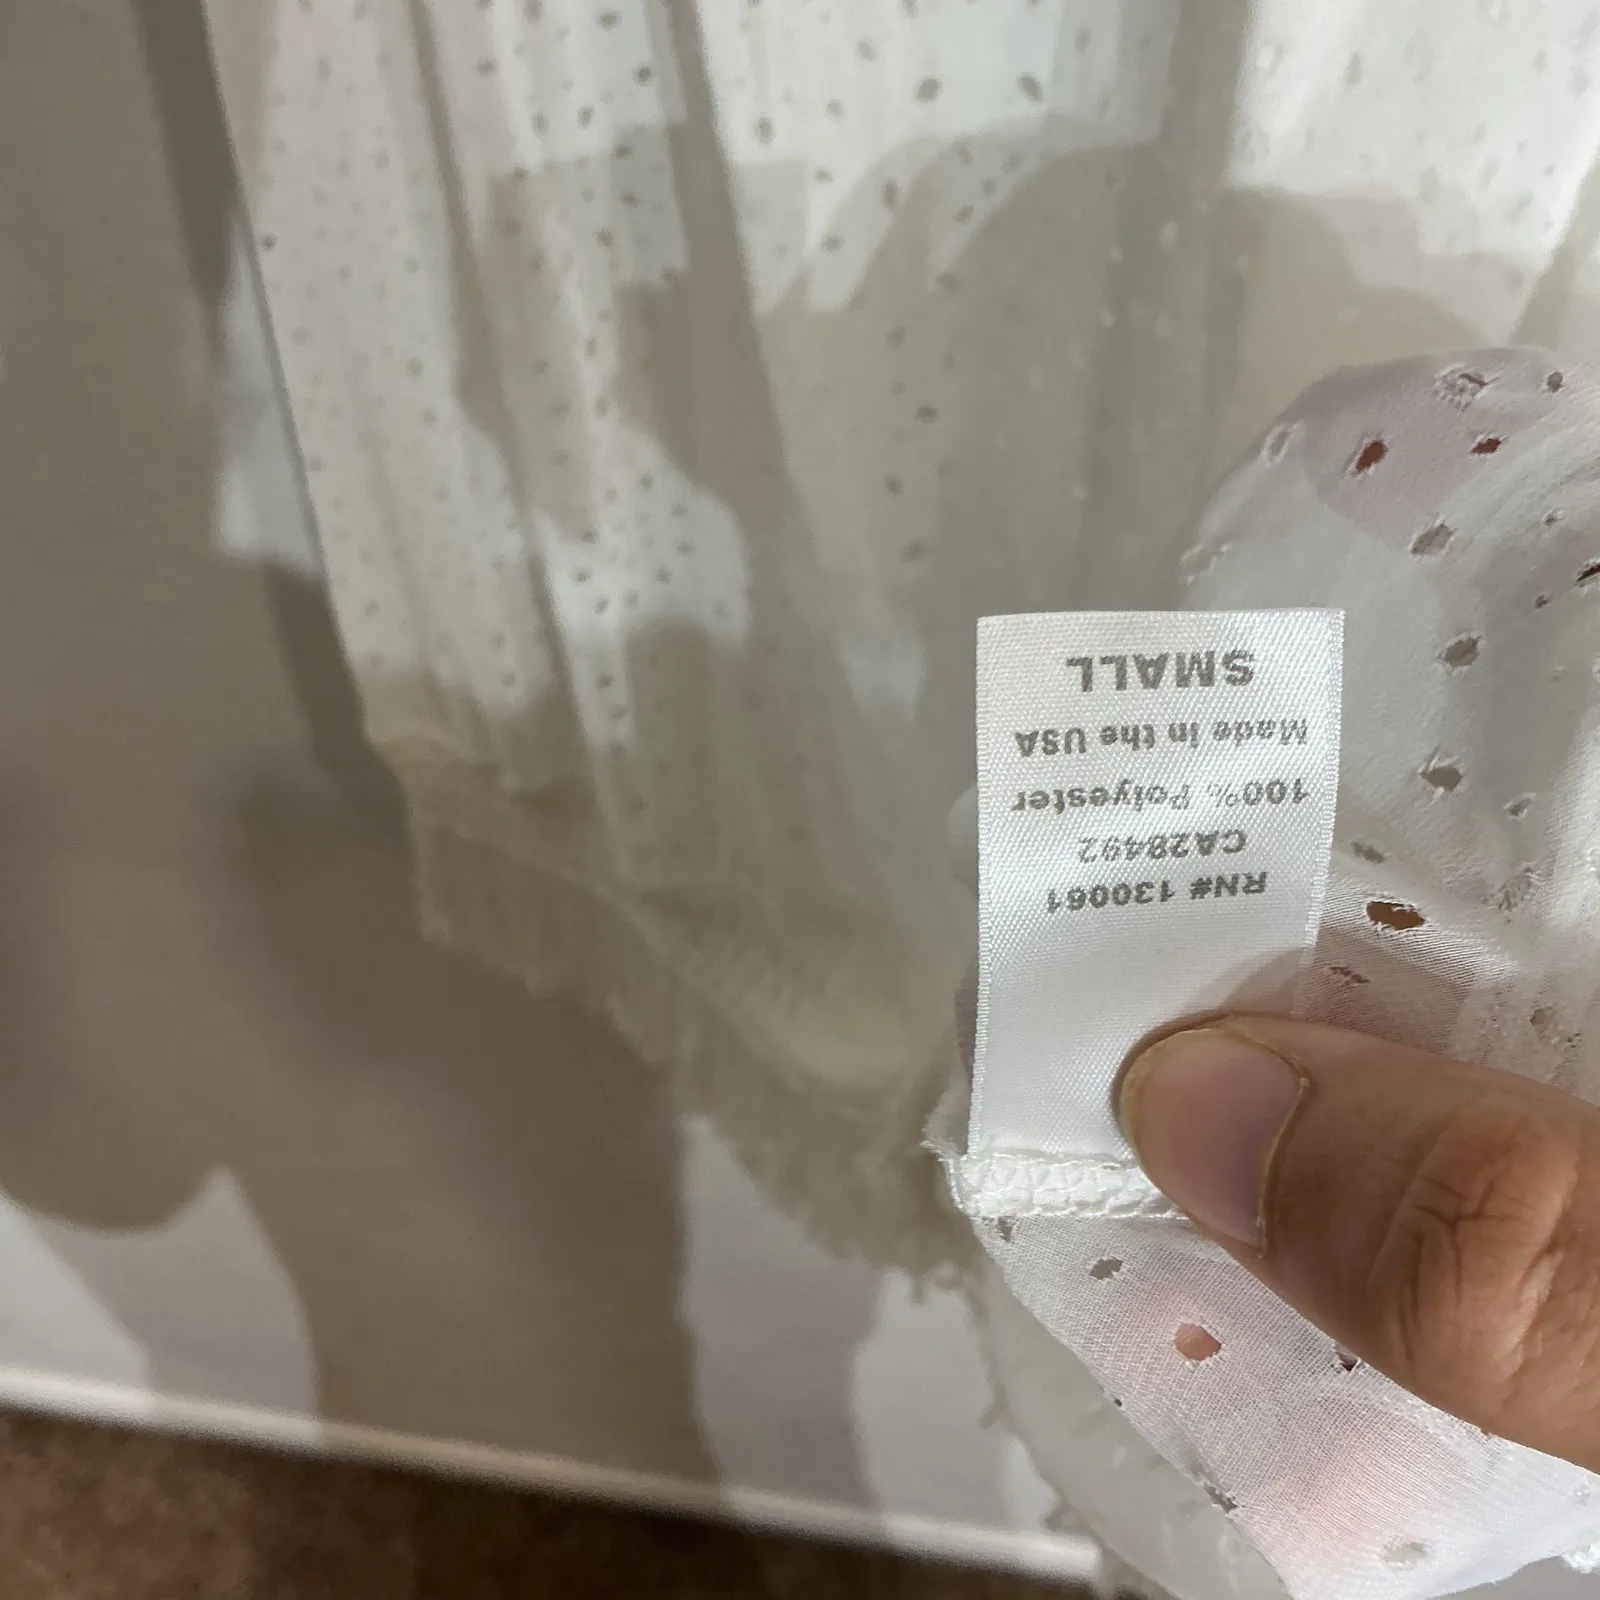 SMALL
Made in the USA
100% Polyester
CA28492
RN# 130061